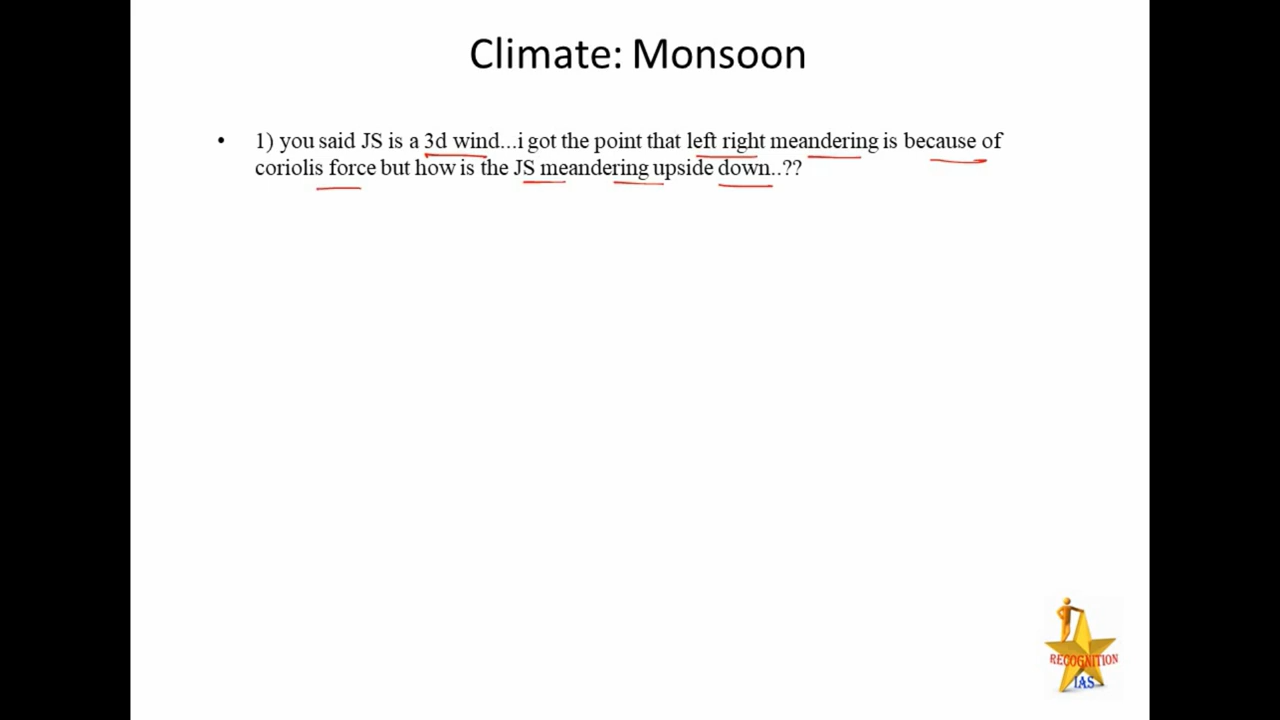 Climate: Monsoon
• 1) you said JS is a 3d wind...i got the point that left right meandering is because of
coriolis force but how is the JS meandering upside down..??
RECOGNITION
IAS